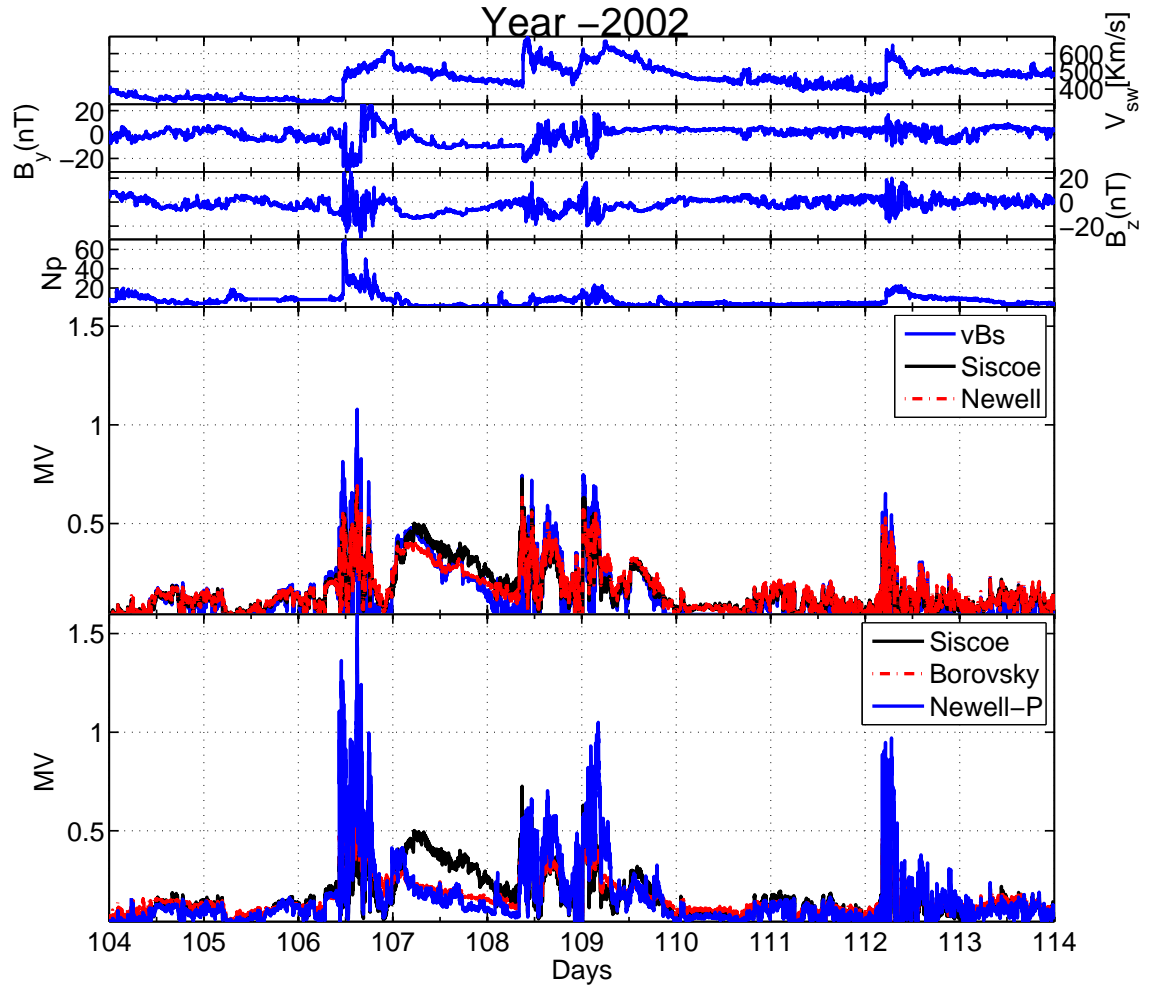 Year −2002
600
500
400
V_sw[Km/s]
20
0
−20
B_y(nT)
20
0
−20
B_z(nT)
60
40
20
Np
1.5
1
0.5
MV
vBs
Siscoe
Newell
1.5
1
0.5
MV
Siscoe
Borovsky
Newell−P
104 105 106 107 108 109 110 111 112 113 114
Days